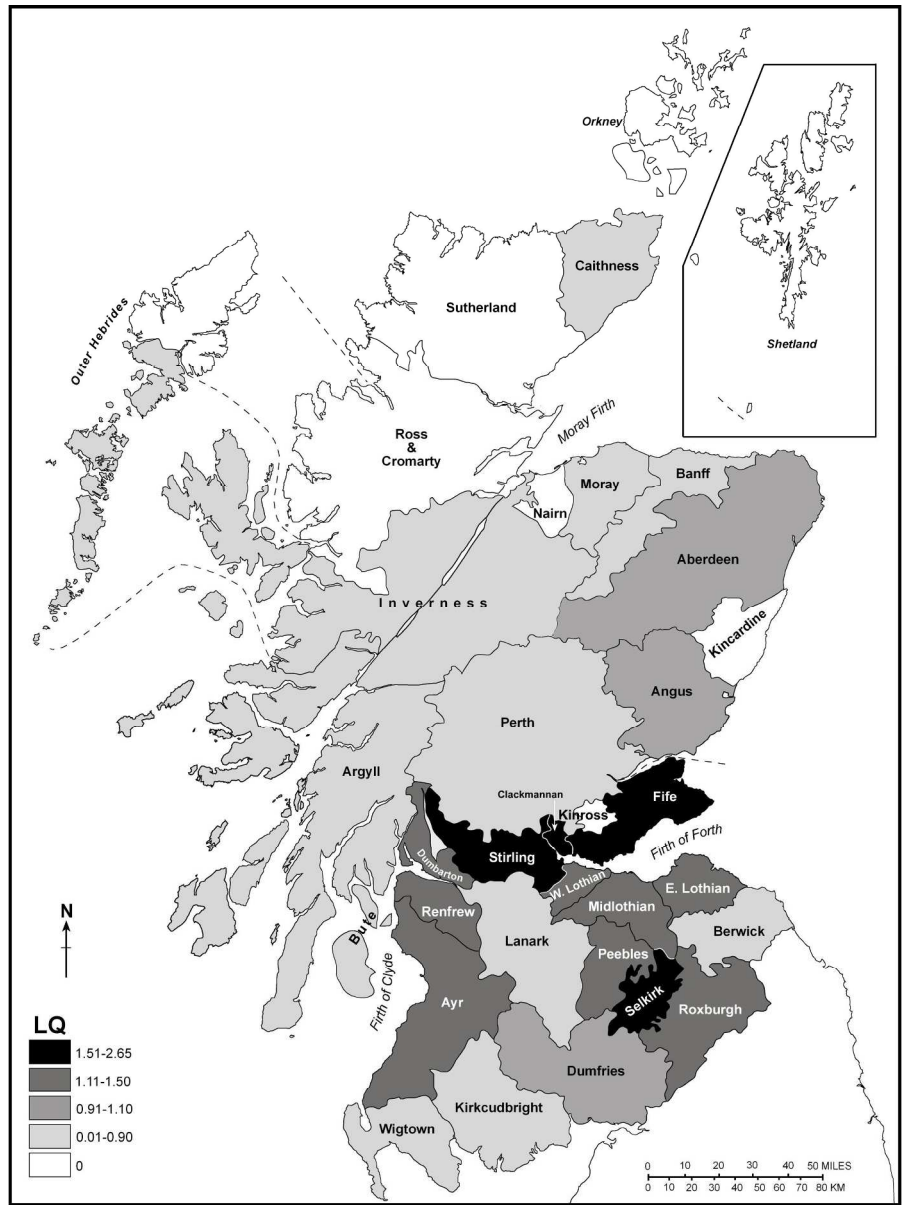 Orkney
Shetland
Outer Hebrides
Caithness
Sutherland
Moray Firth
Ross
&
Cromarty
Nairn
Moray
Banff
Aberdeen
Inverness
Kincardine
Angus
Perth
Argyll
Clackmannan
Kinross
Fife
Stirling
Firth of Forth
Dumbarton
W. Lothian
E. Lothian
Midlothian
Renfrew
Bute
Lanark
Berwick
Peebles
Firth of Clyde
Selkirk
Roxburgh
Ayr
Dumfries
Kirkcudbright
Wigtown
N
LQ
1.51-2.65
1.11-1.50
0.91-1.10
0.01-0.90
0
0 10 20 30 40 50 MILES
0 10 20 30 40 50 60 70 80 KM